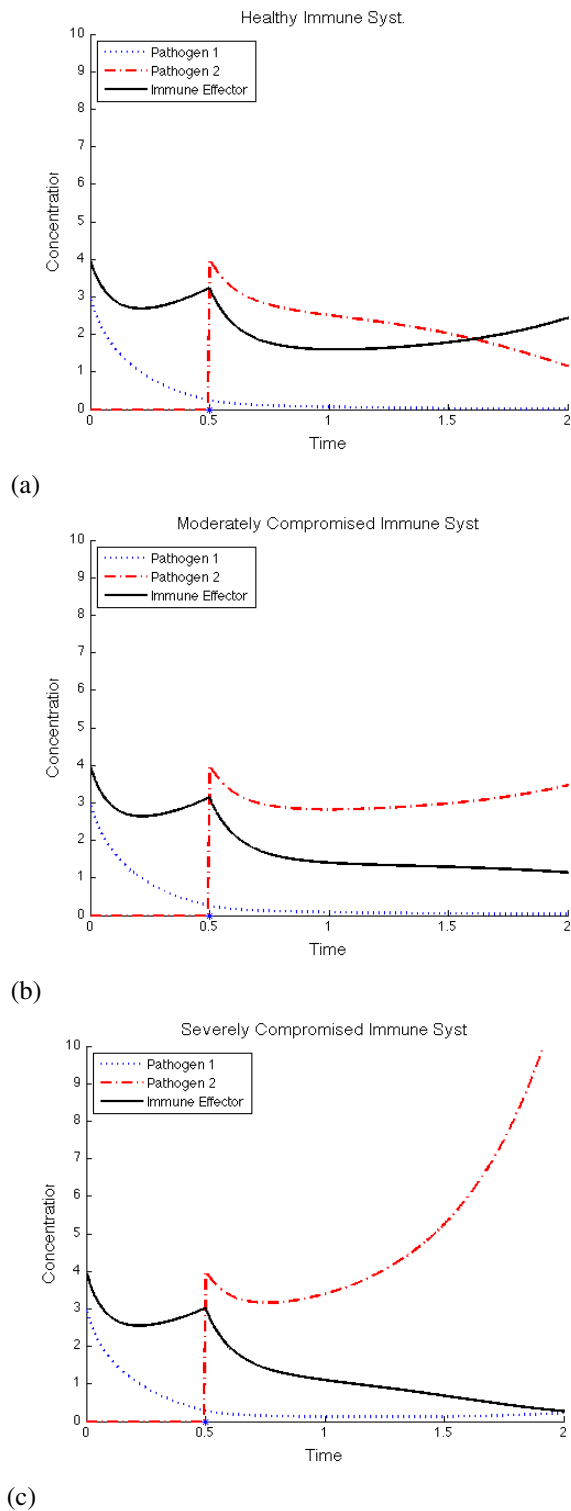 Healthy Immune Syst.
Pathogen 1
Pathogen 2
Immune Effector
10
9
8
7
6
5
4
3
2
1
0
Concentratior
0 0.5 1 1.5 2
Time
(a)
Moderately Compromised Immune Syst
Pathogen 1
Pathogen 2
Immune Effector
10
9
8
7
6
5
4
3
2
1
0
Concentratior
0 0.5 1 1.5 2
Time
(b)
Severely Compromised Immune Syst
Pathogen 1
Pathogen 2
Immune Effector
10
9
8
7
6
5
4
3
2
1
0
Concentratior
0 0.5 1 1.5 2
Time
(c)